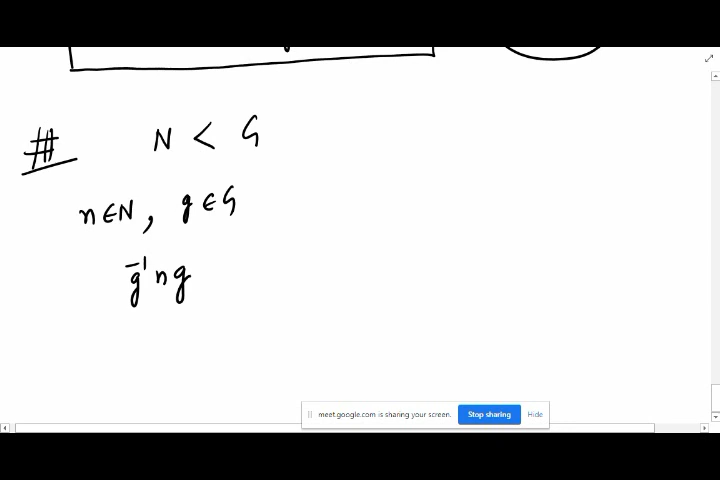 # N < G
n∈N, g∈G
g⁻¹ng
meet.google.com is sharing your screen. Stop sharing Hide